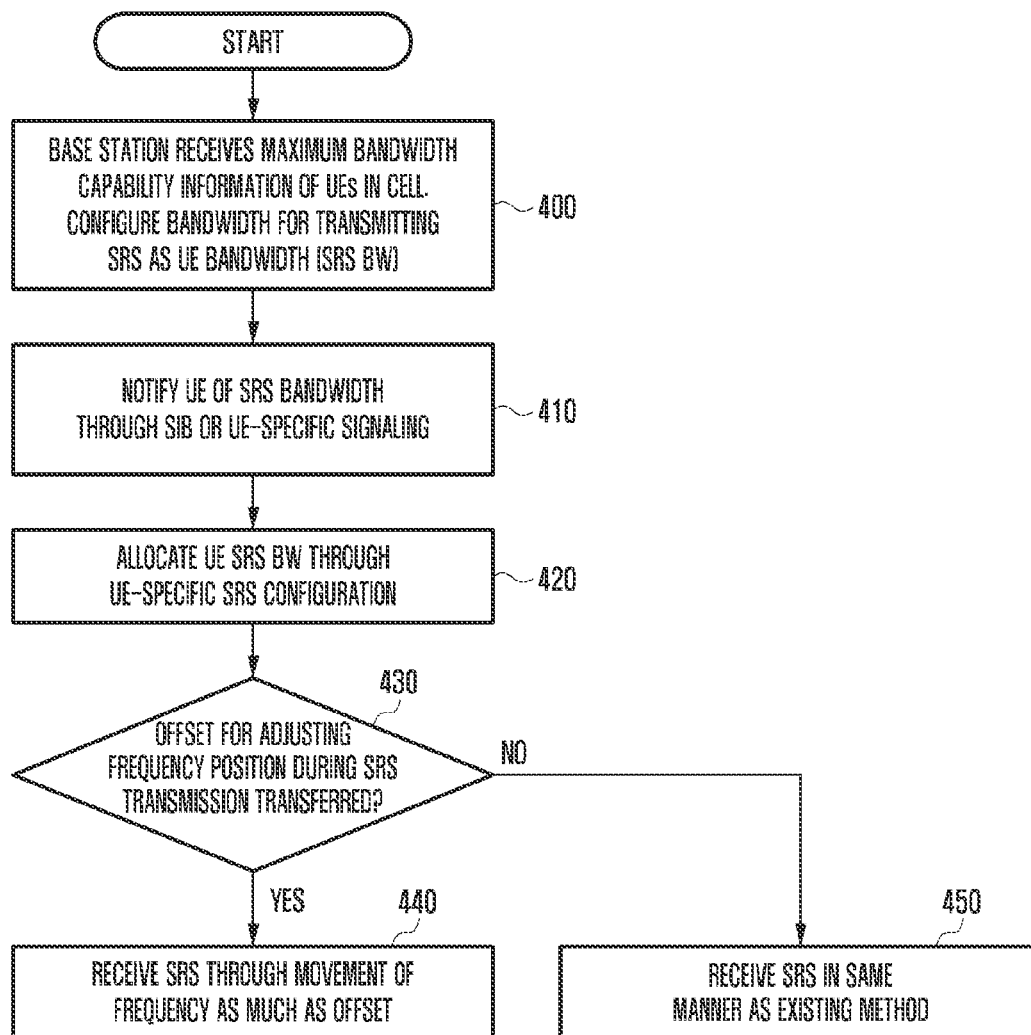 START
BASE STATION RECEIVES MAXIMUM BANDWIDTH
CAPABILITY INFORMATION OF UEs IN CELL.
CONFIGURE BANDWIDTH FOR TRANSMITTING
SRS AS UE BANDWIDTH (SRS BW)
400
NOTIFY UE OF SRS BANDWIDTH
THROUGH SIB OR UE-SPECIFIC SIGNALING
410
ALLOCATE UE SRS BW THROUGH
UE-SPECIFIC SRS CONFIGURATION
420
430
OFFSET FOR ADJUSTING
FREQUENCY POSITION DURING SRS
TRANSMISSION TRANSFERRED?
NO
YES
440
RECEIVE SRS THROUGH MOVEMENT OF
FREQUENCY AS MUCH AS OFFSET
450
RECEIVE SRS IN SAME
MANNER AS EXISTING METHOD